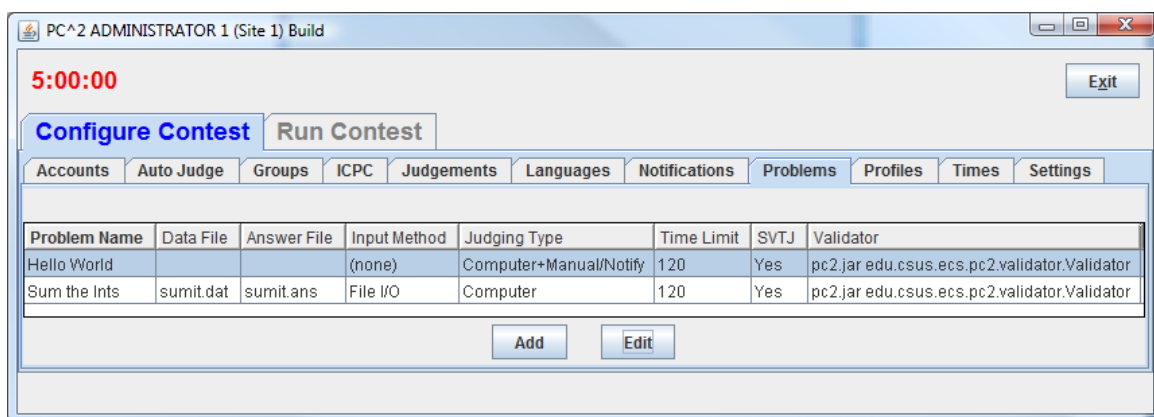 PC^2 ADMINISTRATOR 1 (Site 1) Build
5:00:00
Exit
Configure Contest Run Contest
Accounts Auto Judge Groups ICPC Judgements Languages Notifications Problems Profiles Times Settings
Problem Name Data File Answer File Input Method Judging Type Time Limit SVTJ Validator
Hello World (none) Computer+Manual/Notify 120 Yes pc2.jar edu.csus.ecs.pc2.validator.Validator
Sum the Ints sumit.dat sumit.ans File I/O Computer 120 Yes pc2.jar edu.csus.ecs.pc2.validator.Validator
Add Edit